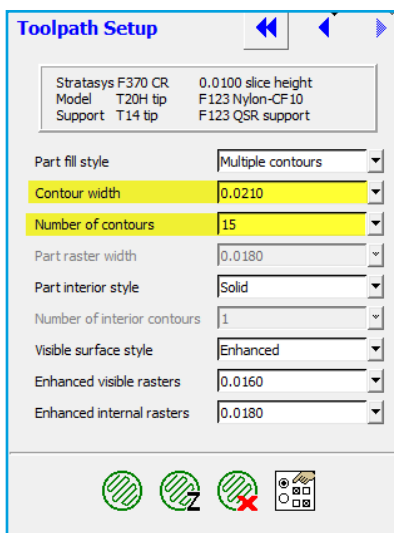 Toolpath Setup
Stratasys F370 CR 0.0100 slice height
Model T20H tip F123 Nylon-CF10
Support T14 tip F123 QSR support
Part fill style Multiple contours
Contour width 0.0210
Number of contours 15
Part raster width 0.0180
Part interior style Solid
Number of interior contours 1
Visible surface style Enhanced
Enhanced visible rasters 0.0160
Enhanced internal rasters 0.0180
Z